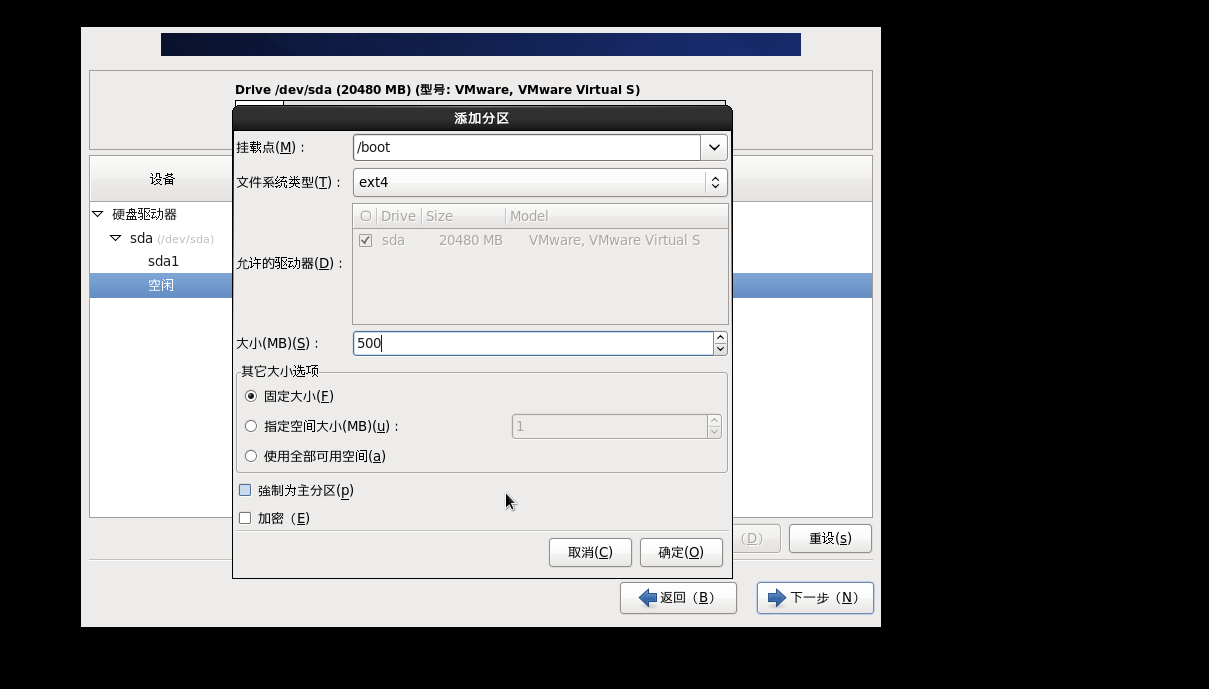 Drive /dev/sda (20480 MB) (型号: VMware, VMware Virtual S)
添加分区
挂载点(M)：
/boot
文件系统类型(T)：
ext4
Drive Size Model
sda 20480 MB VMware, VMware Virtual S
允许的驱动器(D)：
大小(MB)(S)：
500
其它大小选项
固定大小(F)
指定空间大小(MB)(u)：
1
使用全部可用空间(a)
強制为主分区(p)
加密（E)
取消(C)
确定(O)
设备
硬盘驱动器
sda (/dev/sda)
sda1
空闲
（D）
重设(s)
返回（B）
下一步（N）